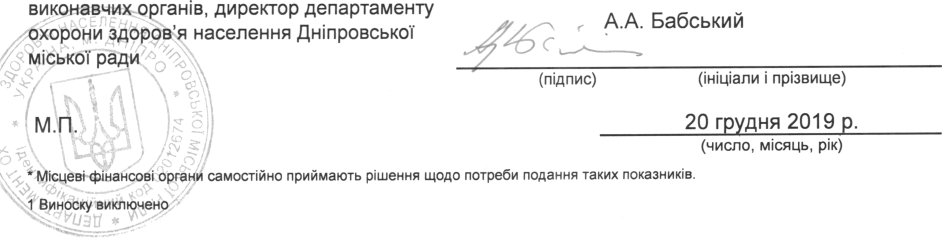 виконавчих органів, директор департаменту
охорони здоров'я населення Дніпровської
міської ради
А.А. Бабський
(підпис)
(ініціали і прізвище)
М.П.
20 грудня 2019 р.
(число, місяць, рік)
* Місцеві фінансові органи самостійно приймають рішення щодо потреби подання таких показників.
1 Виноску виключено